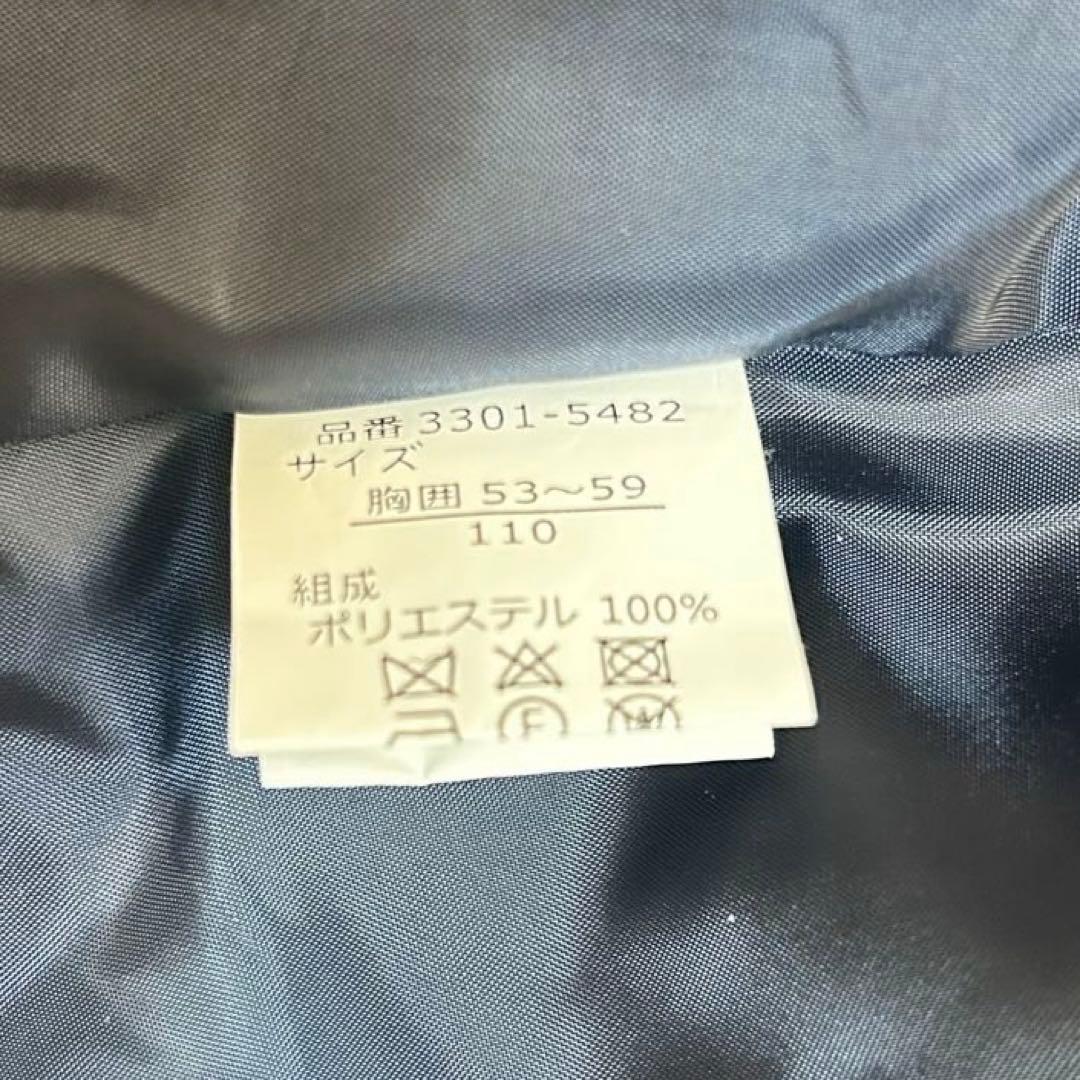 品番 3301-5482
サイズ
胸囲 53～59
110
組成
ポリエステル 100%